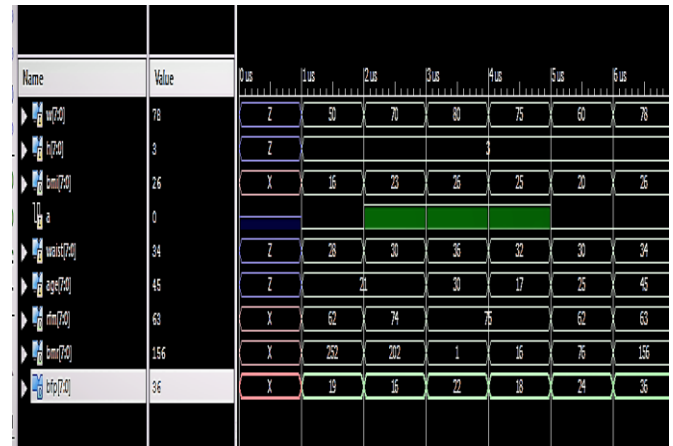 Name Value 0 us 1 us 2 us 3 us 4 us 5 us 6 us
w[7:0] 78 Z 50 70 80 75 60 78
h[7:0] 3 Z 3
bmi[7:0] 26 X 16 23 26 25 20 26
a 0
waist[7:0] 34 Z 28 30 36 32 30 34
age[7:0] 45 Z 21 30 17 25 45
rfm[7:0] 63 X 62 74 75 62 63
bmr[7:0] 156 X 252 202 1 16 76 156
bfp[7:0] 36 X 19 16 22 18 24 36